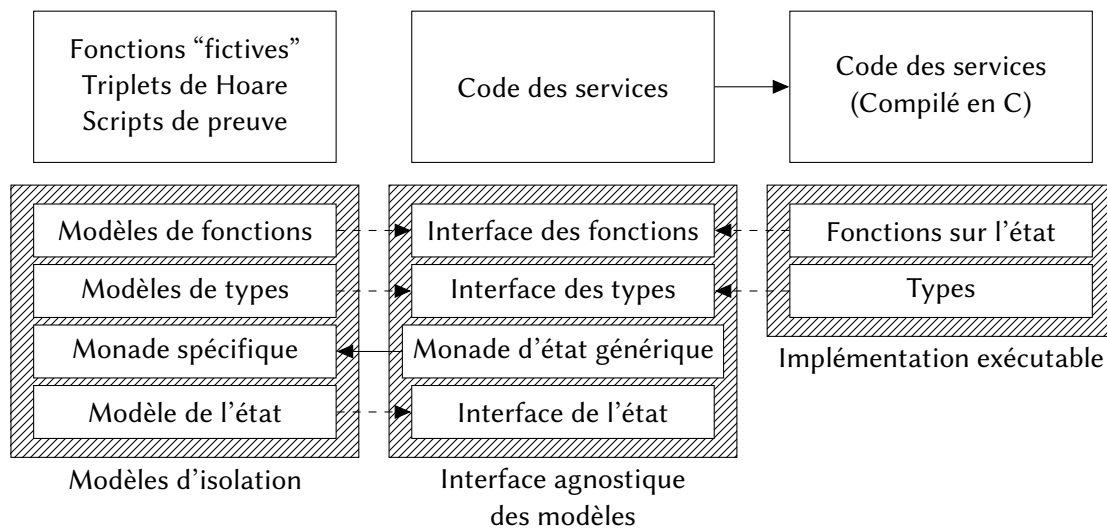 Fonctions “fictives”
Triplets de Hoare
Scripts de preuve
Code des services
Code des services
(Compilé en C)
Modèles de fonctions
Interface des fonctions
Fonctions sur l’état
Modèles de types
Interface des types
Types
Monade spécifique
Monade d’état générique
Implémentation exécutable
Modèle de l’état
Interface de l’état
Modèles d’isolation
Interface agnostique
des modèles